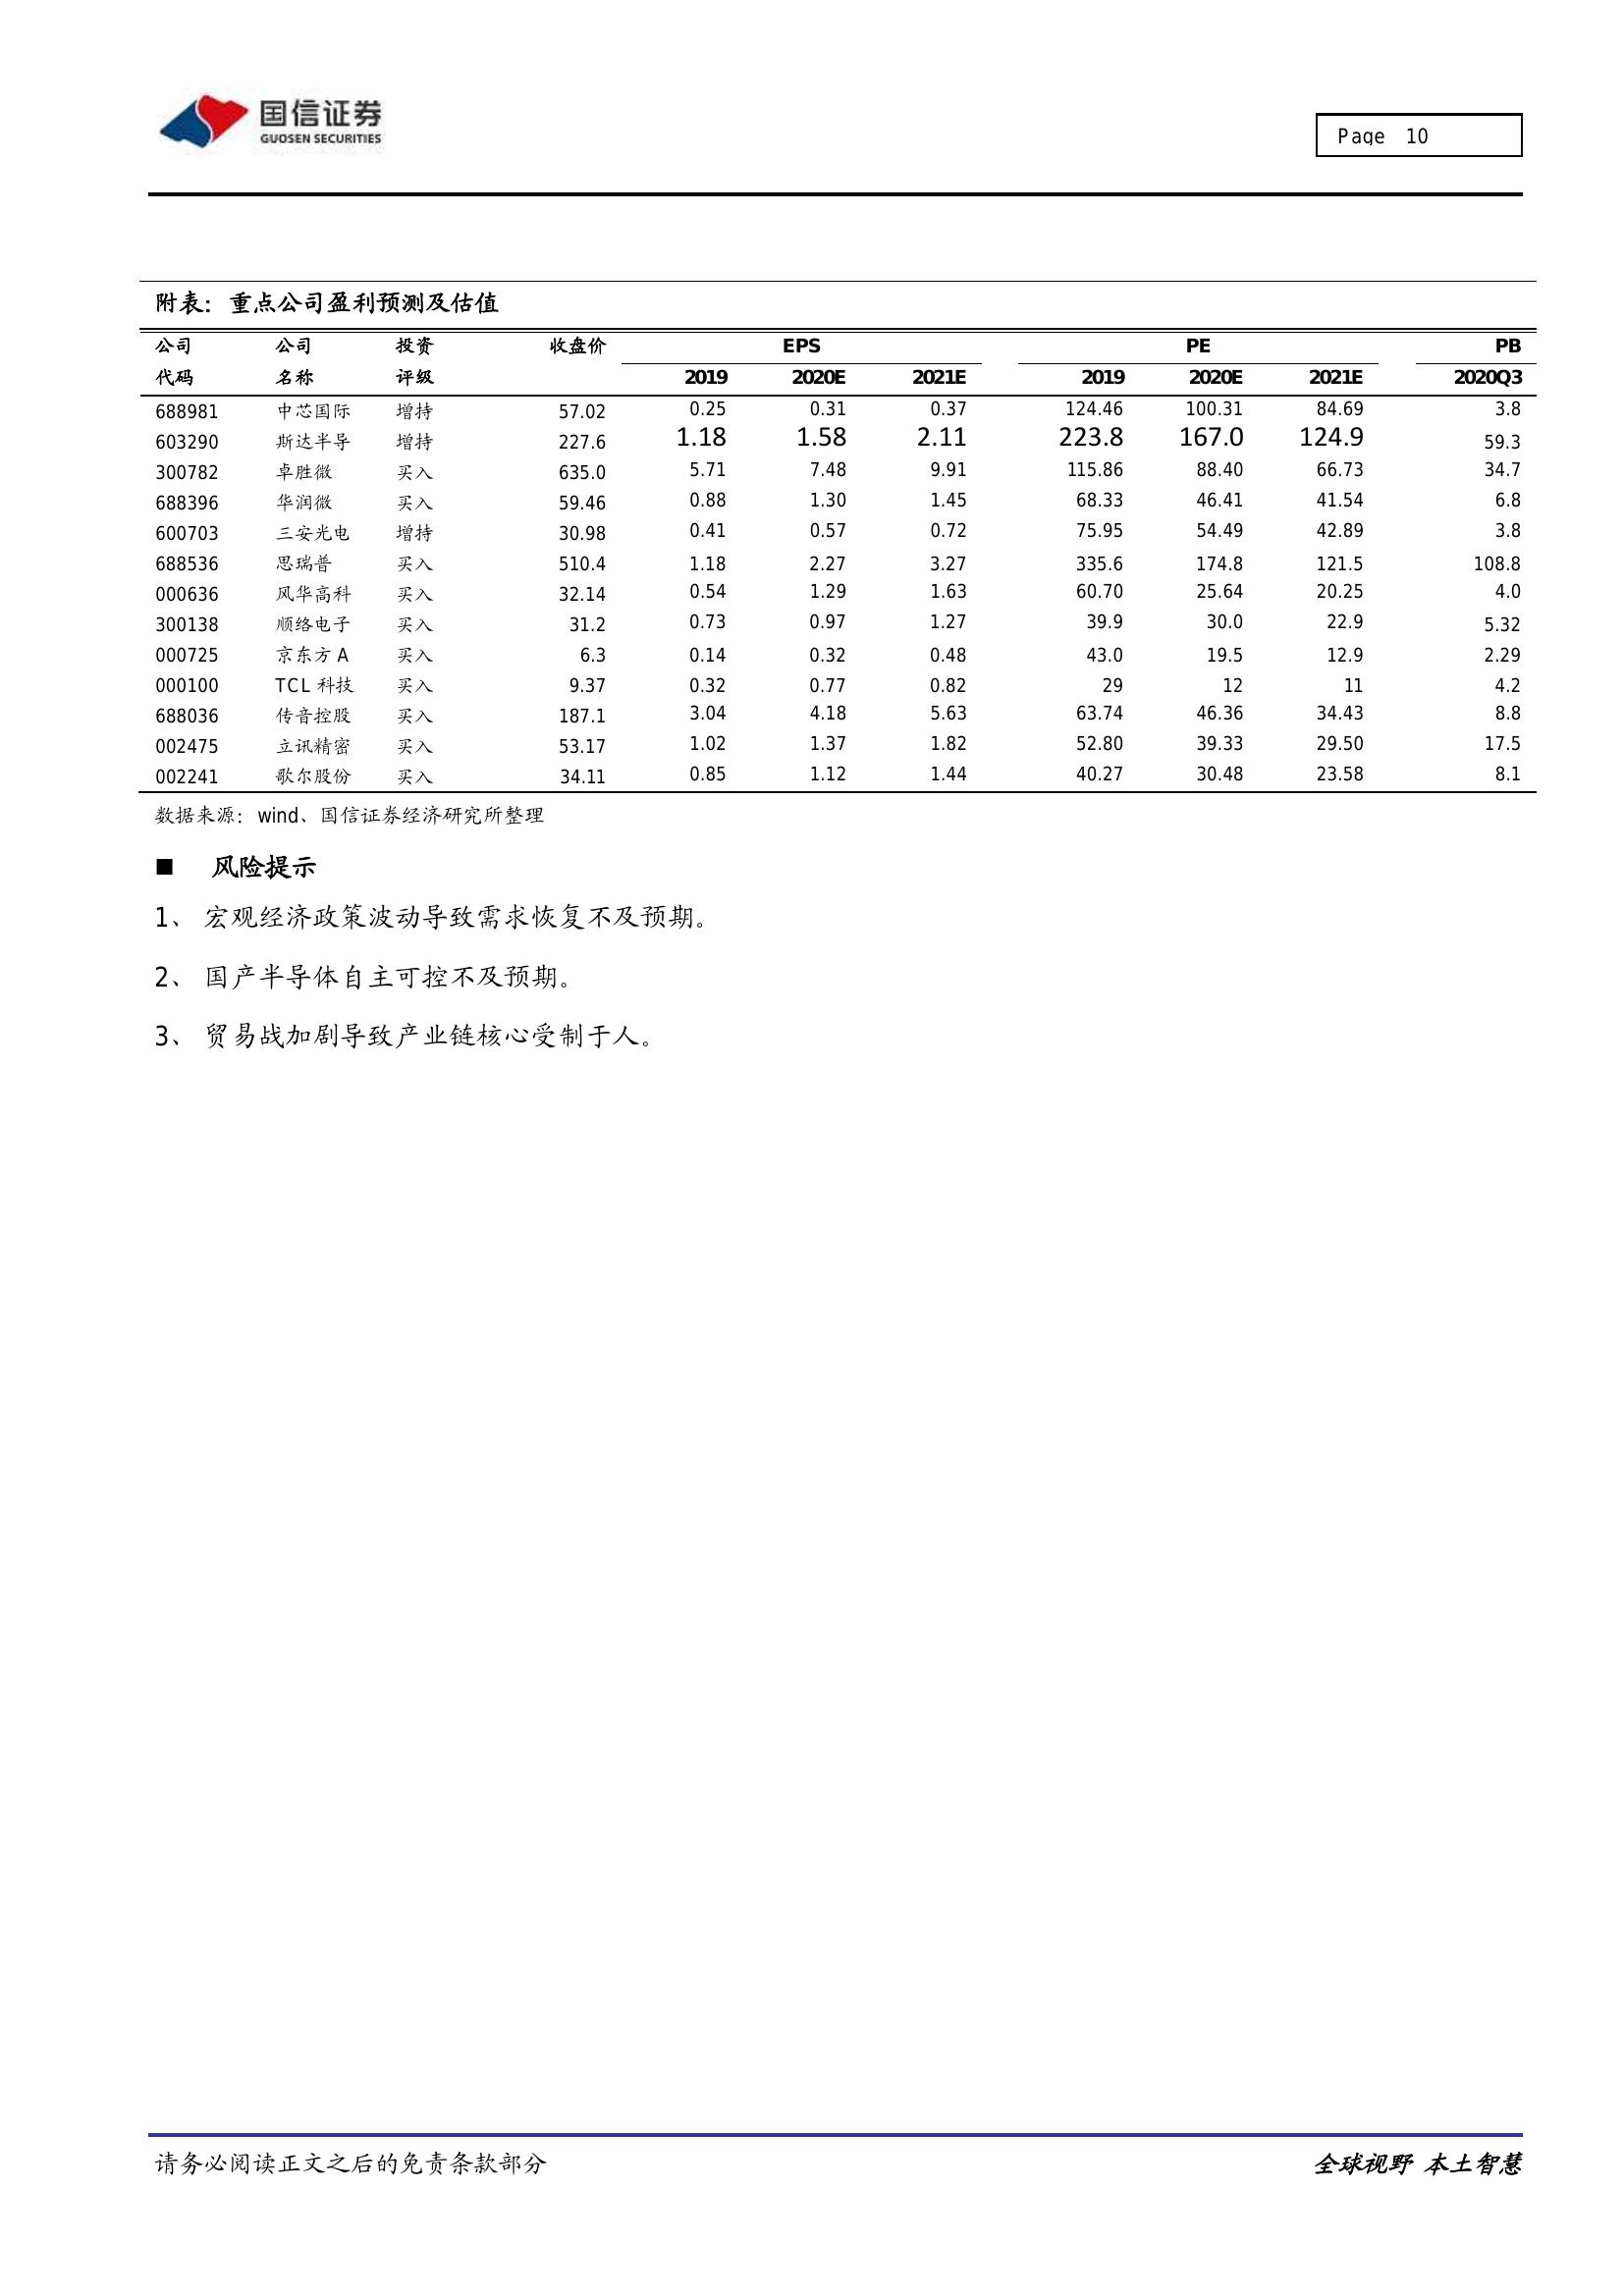 国信证券
GUOSEN SECURITIES
Page 10
附表：重点公司盈利预测及估值
公司 公司 投资 收盘价 EPS PE PB
代码 名称 评级 2019 2020E 2021E 2019 2020E 2021E 2020Q3
688981 中芯国际 增持 57.02 0.25 0.31 0.37 124.46 100.31 84.69 3.8
603290 斯达半导 增持 227.6 1.18 1.58 2.11 223.8 167.0 124.9 59.3
300782 卓胜微 买入 635.0 5.71 7.48 9.91 115.86 88.40 66.73 34.7
688396 华润微 买入 59.46 0.88 1.30 1.45 68.33 46.41 41.54 6.8
600703 三安光电 增持 30.98 0.41 0.57 0.72 75.95 54.49 42.89 3.8
688536 思瑞普 买入 510.4 1.18 2.27 3.27 335.6 174.8 121.5 108.8
000636 风华高科 买入 32.14 0.54 1.29 1.63 60.70 25.64 20.25 4.0
300138 顺络电子 买入 31.2 0.73 0.97 1.27 39.9 30.0 22.9 5.32
000725 京东方 A 买入 6.3 0.14 0.32 0.48 43.0 19.5 12.9 2.29
000100 TCL 科技 买入 9.37 0.32 0.77 0.82 29 12 11 4.2
688036 传音控股 买入 187.1 3.04 4.18 5.63 63.74 46.36 34.43 8.8
002475 立讯精密 买入 53.17 1.02 1.37 1.82 52.80 39.33 29.50 17.5
002241 歌尔股份 买入 34.11 0.85 1.12 1.44 40.27 30.48 23.58 8.1
数据来源：wind、国信证券经济研究所整理
■ 风险提示
1、 宏观经济政策波动导致需求恢复不及预期。
2、 国产半导体自主可控不及预期。
3、 贸易战加剧导致产业链核心受制于人。
请务必阅读正文之后的免责条款部分 全球视野 本土智慧